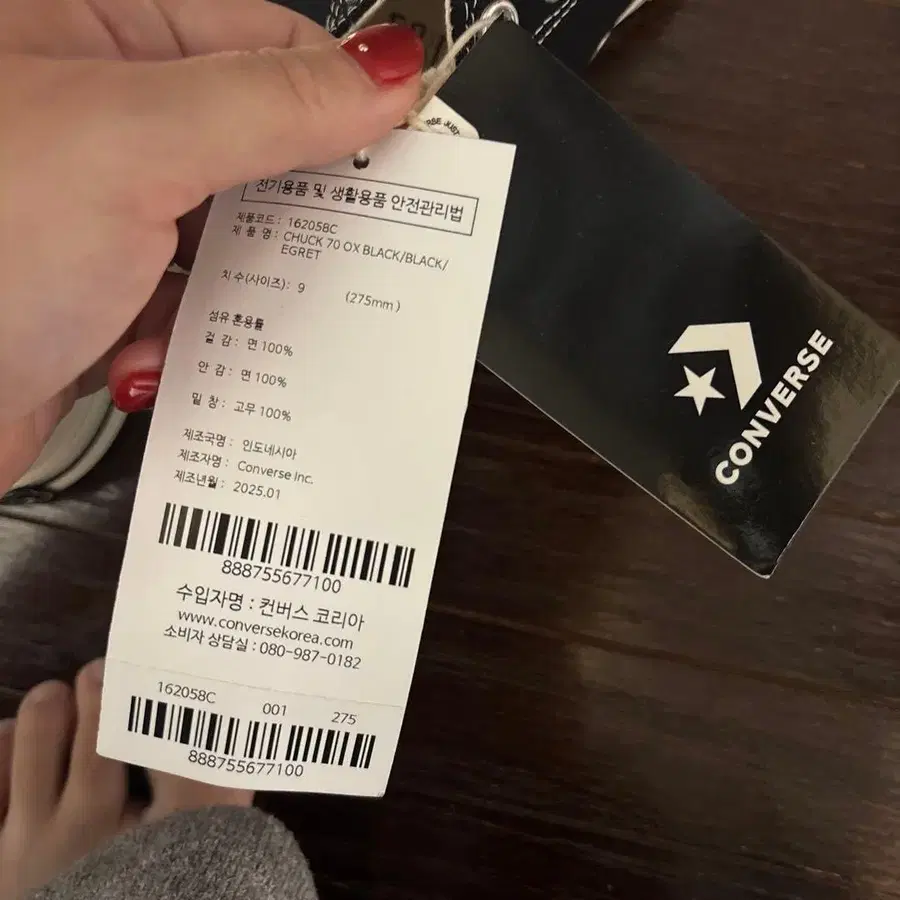 RSE JUST
전기용품 및 생활용품 안전관리법
제품코드 : 162058C
제 품 명 : CHUCK 70 OX BLACK/BLACK/
EGRET
치 수(사이즈) : 9 (275mm)
섬유 혼용률
겉 감 : 면 100%
안 감 : 면 100%
밑 창 : 고무 100%
제조국명 : 인도네시아
제조자명 : Converse Inc.
제조년월 : 2025.01
888755677100
수입자명 : 컨버스 코리아
www.conversekorea.com
소비자 상담실 : 080-987-0182
162058C 001 275
888755677100
CONVERSE